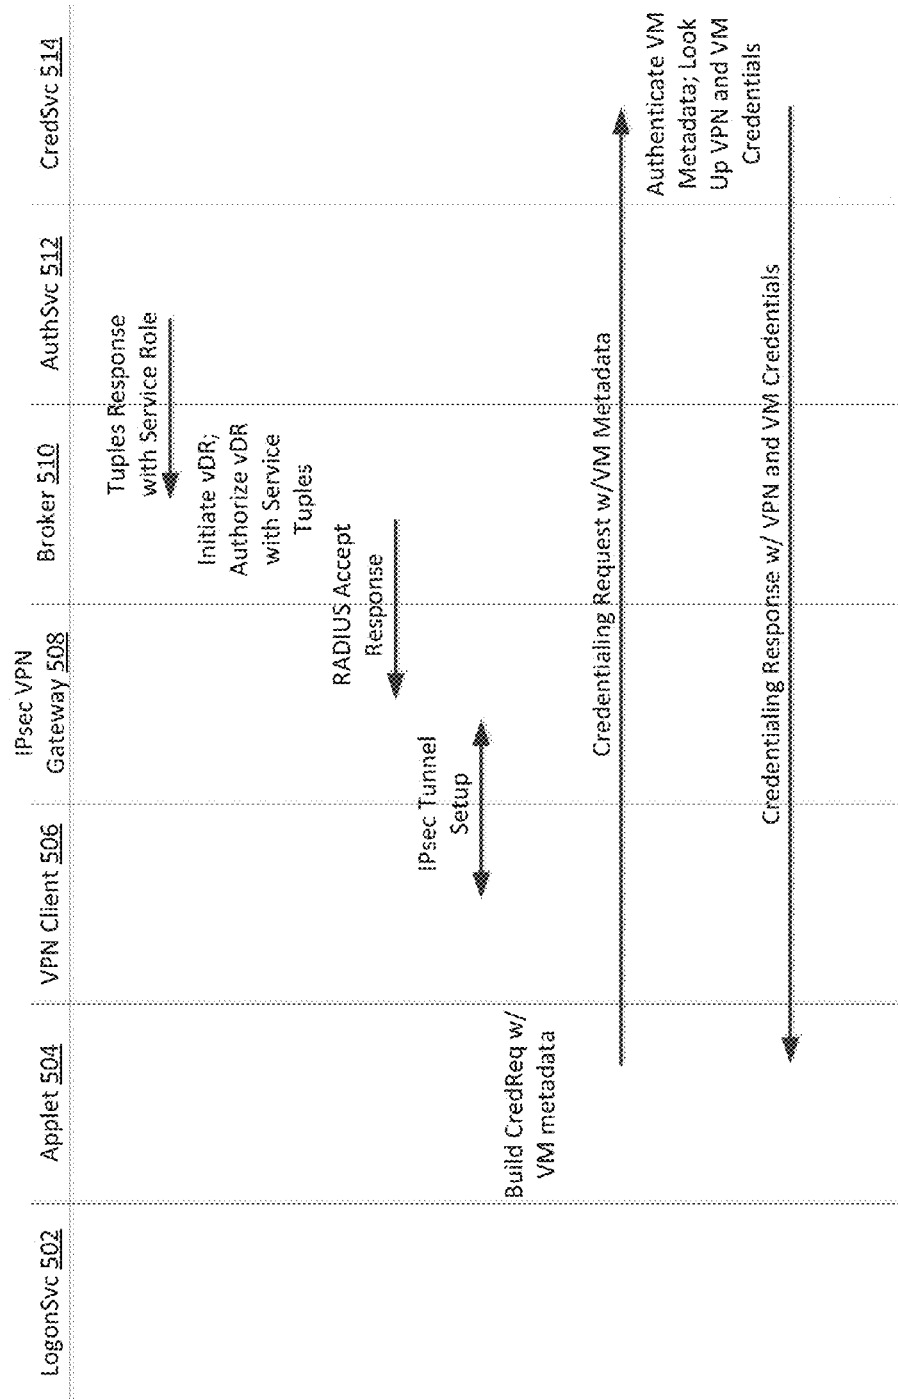 LogonSvc 502
Applet 504
VPN Client 506
IPsec VPN
Gateway 508
Broker 510
AuthSvc 512
CredSvc 514
Tuples Response
with Service Role
Initiate vDR;
Authorize vDR
with Service
Tuples
RADIUS Accept
Response
IPsec Tunnel
Setup
Build CredReq w/
VM metadata
Credentialing Request w/VM Metadata
Authenticate VM
Metadata; Look
Up VPN and VM
Credentials
Credentialing Response w/ VPN and VM Credentials